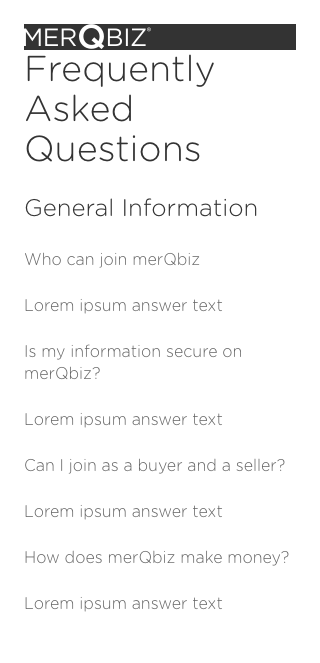 MERQBIZ®
Frequently
Asked
Questions
General Information
Who can join merQbiz
Lorem ipsum answer text
Is my information secure on
merQbiz?
Lorem ipsum answer text
Can I join as a buyer and a seller?
Lorem ipsum answer text
How does merQbiz make money?
Lorem ipsum answer text